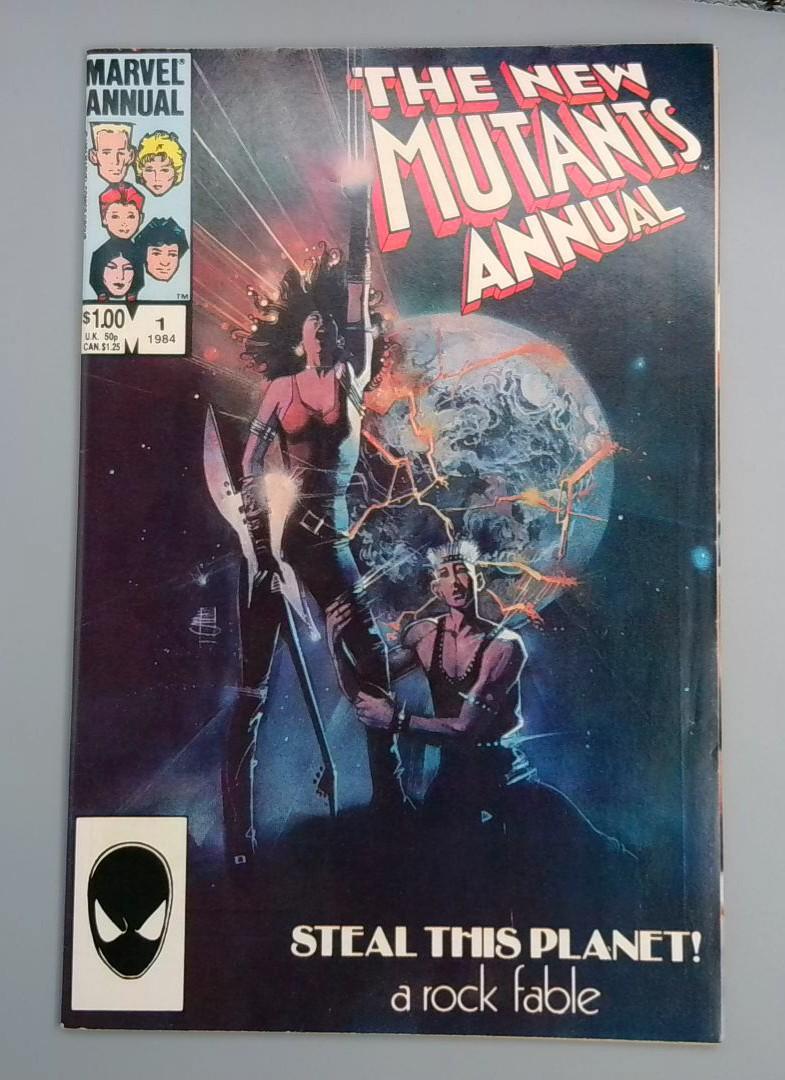 MARVEL®
ANNUAL
™
$1.00
U.K. 50p
CAN. $1.25
1
1984
THE NEW
MUTANTS
ANNUAL
STEAL THIS PLANET!
a rock fable